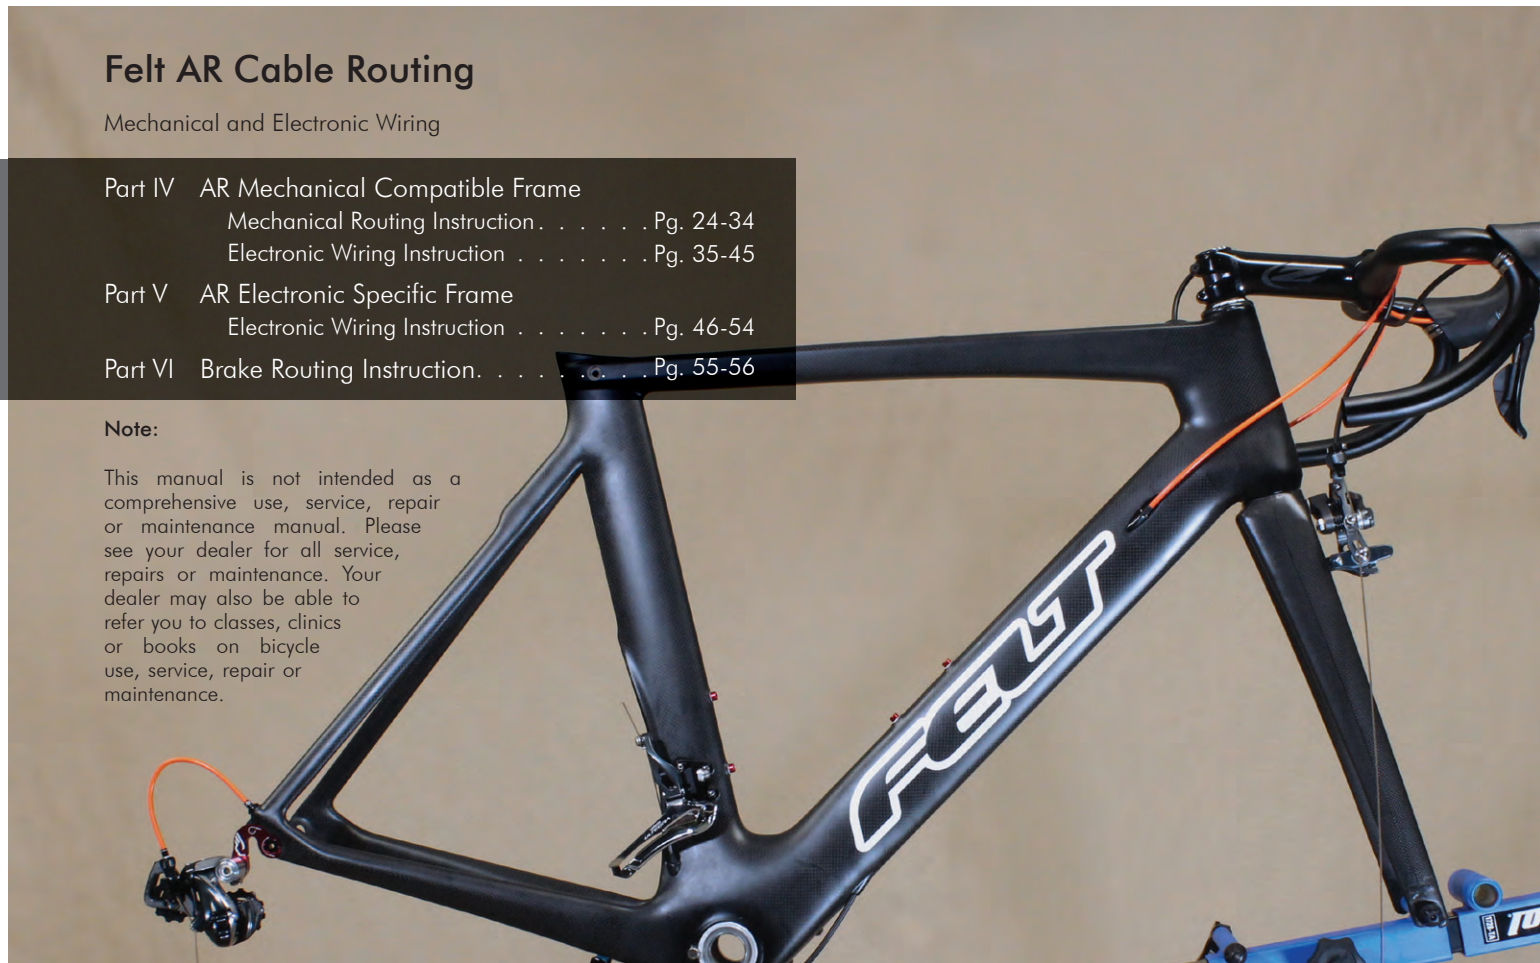 Felt AR Cable Routing
Mechanical and Electronic Wiring
Part IV AR Mechanical Compatible Frame
Mechanical Routing Instruction. . . . . . Pg. 24-34
Electronic Wiring Instruction . . . . . . . Pg. 35-45
Part V AR Electronic Specific Frame
Electronic Wiring Instruction . . . . . . . Pg. 46-54
Part VI Brake Routing Instruction. . . . . . . . . Pg. 55-56
Note:
This manual is not intended as a
comprehensive use, service, repair
or maintenance manual. Please
see your dealer for all service,
repairs or maintenance. Your
dealer may also be able to
refer you to classes, clinics
or books on bicycle
use, service, repair or
maintenance.
FELT